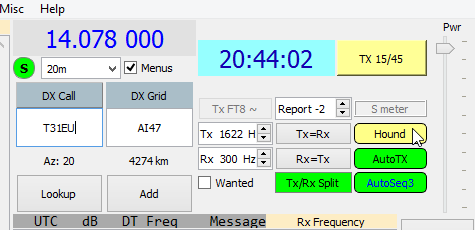 Misc Help
Pwr
14.078 000
20:44:02
TX 15/45
S
20m
Menus
DX Call
DX Grid
Tx FT8 ~
Report -2
S meter
T31EU
AI47
Tx 1622 H
Tx=Rx
Hound
Az: 20
4274 km
Rx 300 Hz
Rx=Tx
AutoTX
Lookup
Add
Wanted
Tx/Rx Split
AutoSeq3
UTC dB DT Freq Message
Rx Frequency